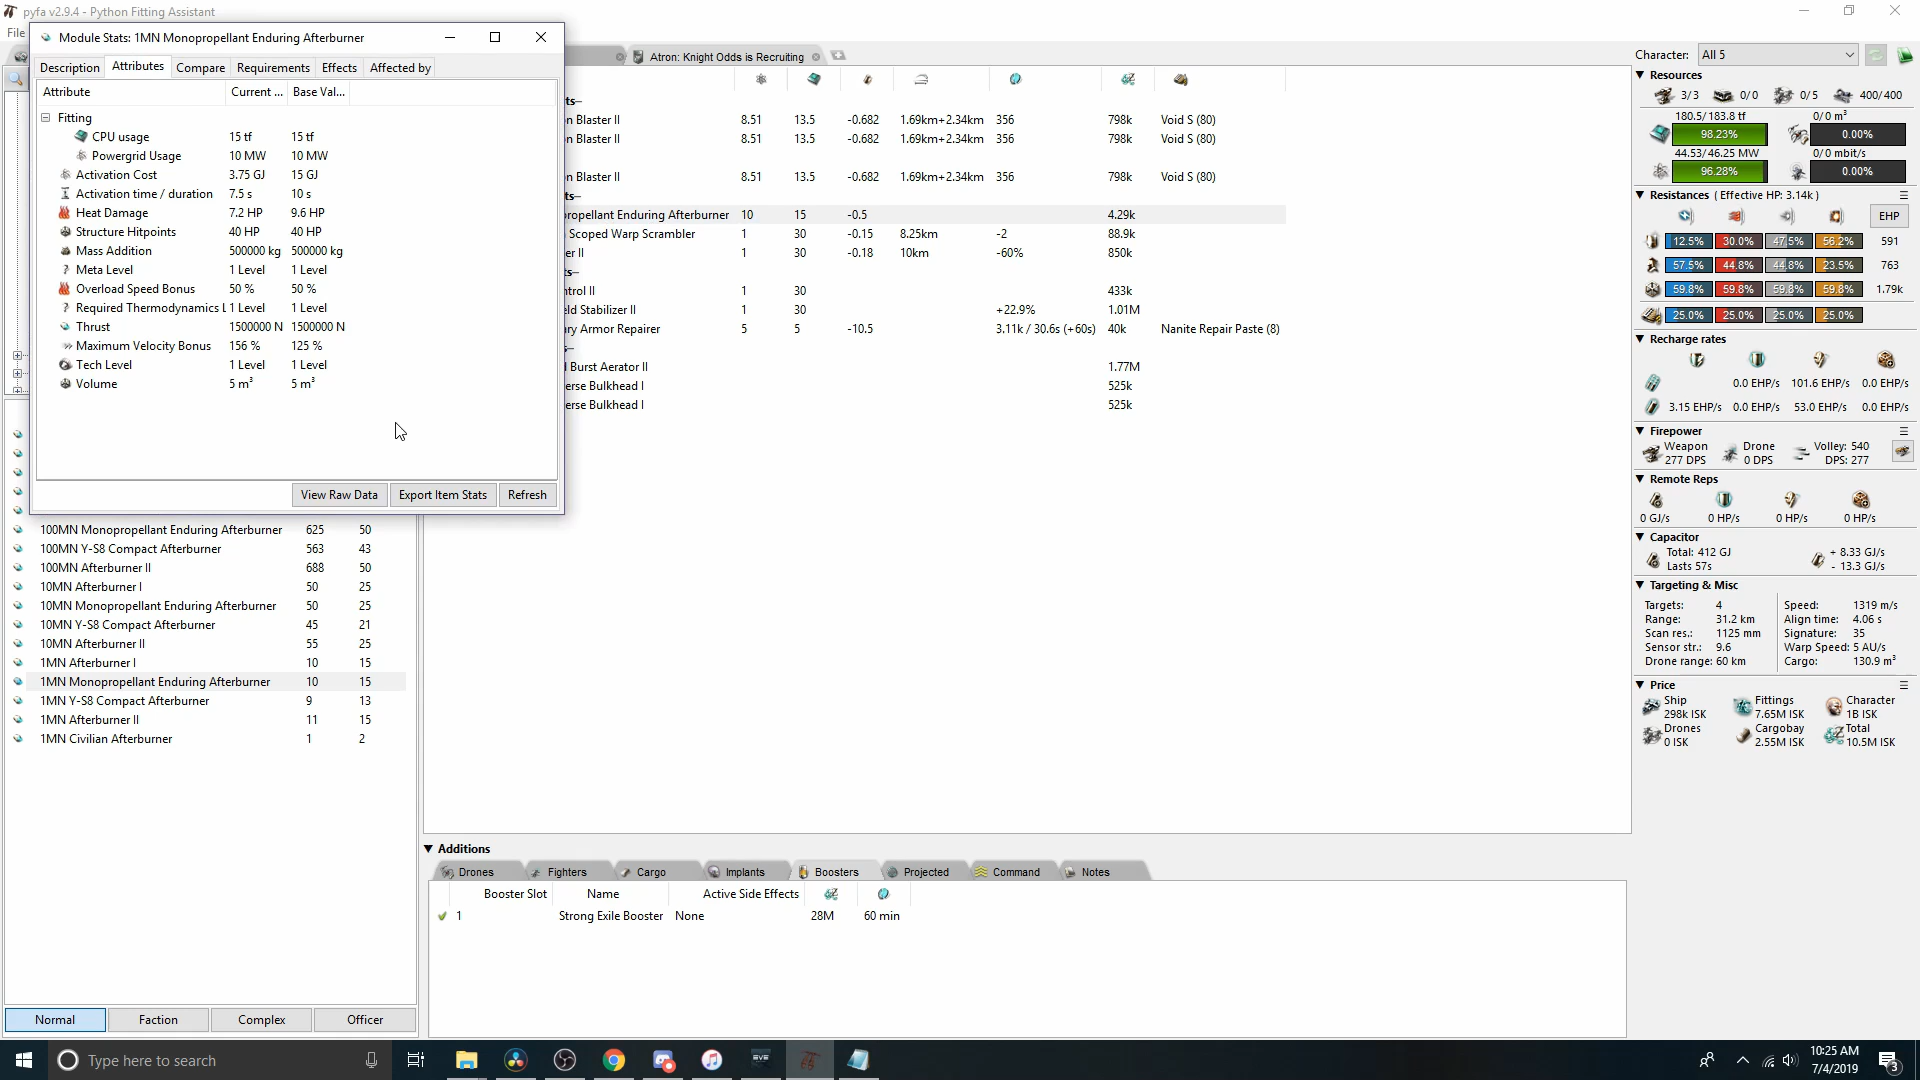 pyfa v2.9.4 - Python Fitting Assistant
File
Module Stats: 1MN Monopropellant Enduring Afterburner
Description Attributes Compare Requirements Effects Affected by
Attribute Current ... Base Val...
Fitting
CPU usage 15 tf 15 tf
Powergrid Usage 10 MW 10 MW
Activation Cost 3.75 GJ 15 GJ
Activation time / duration 7.5 s 10 s
Heat Damage 7.2 HP 9.6 HP
Structure Hitpoints 40 HP 40 HP
Mass Addition 500000 kg 500000 kg
Meta Level 1 Level 1 Level
Overload Speed Bonus 50 % 50 %
Required Thermodynamics L 1 Level 1 Level
Thrust 1500000 N 1500000 N
Maximum Velocity Bonus 156 % 125 %
Tech Level 1 Level 1 Level
Volume 5 m³ 5 m³
View Raw Data Export Item Stats Refresh
100MN Monopropellant Enduring Afterburner 625 50
100MN Y-S8 Compact Afterburner 563 43
100MN Afterburner II 688 50
10MN Afterburner I 50 25
10MN Monopropellant Enduring Afterburner 50 25
10MN Y-S8 Compact Afterburner 45 21
10MN Afterburner II 55 25
1MN Afterburner I 10 15
1MN Monopropellant Enduring Afterburner 10 15
1MN Y-S8 Compact Afterburner 9 13
1MN Afterburner II 11 15
1MN Civilian Afterburner 1 2
Normal Faction Complex Officer
Atron: Knight Odds is Recruiting
ts–
n Blaster II 8.51 13.5 -0.682 1.69km+2.34km 356 798k Void S (80)
n Blaster II 8.51 13.5 -0.682 1.69km+2.34km 356 798k Void S (80)
n Blaster II 8.51 13.5 -0.682 1.69km+2.34km 356 798k Void S (80)
ts–
propellant Enduring Afterburner 10 15 -0.5 4.29k
Scoped Warp Scrambler 1 30 -0.15 8.25km -2 88.9k
er II 1 30 -0.18 10km -60% 850k
ts–
ntrol II 1 30 433k
eld Stabilizer II 1 30 +22.9% 1.01M
ary Armor Repairer 5 5 -10.5 3.11k / 30.6s (+60s) 40k Nanite Repair Paste (8)
s–
d Burst Aerator II 1.77M
erse Bulkhead I 525k
erse Bulkhead I 525k
Additions
Drones Fighters Cargo Implants Boosters Projected Command Notes
Booster Slot Name Active Side Effects
1 Strong Exile Booster None 28M 60 min
Character: All 5
Resources
3/3 0/0 0/5 400/400
180.5/183.8 tf 0/0 m³
98.23% 0.00%
44.53/46.25 MW 0/0 mbit/s
96.28% 0.00%
Resistances ( Effective HP: 3.14k )
EHP
12.5% 30.0% 47.5% 56.2% 591
57.5% 44.8% 44.8% 23.5% 763
59.8% 59.8% 59.8% 59.8% 1.79k
25.0% 25.0% 25.0% 25.0%
Recharge rates
0.0 EHP/s 101.6 EHP/s 0.0 EHP/s
3.15 EHP/s 0.0 EHP/s 53.0 EHP/s 0.0 EHP/s
Firepower
Weapon Drone Volley: 540
277 DPS 0 DPS DPS: 277
Remote Reps
0 GJ/s 0 HP/s 0 HP/s 0 HP/s
Capacitor
Total: 412 GJ + 8.33 GJ/s
Lasts 57s - 13.3 GJ/s
Targeting & Misc
Targets: 4 Speed: 1319 m/s
Range: 31.2 km Align time: 4.06 s
Scan res.: 1125 mm Signature: 35
Sensor str.: 9.6 Warp Speed: 5 AU/s
Drone range: 60 km Cargo: 130.9 m³
Price
Ship Fittings Character
298k ISK 7.65M ISK 1B ISK
Drones Cargobay Total
0 ISK 2.55M ISK 10.5M ISK
Type here to search
EVE
10:25 AM
7/4/2019
3